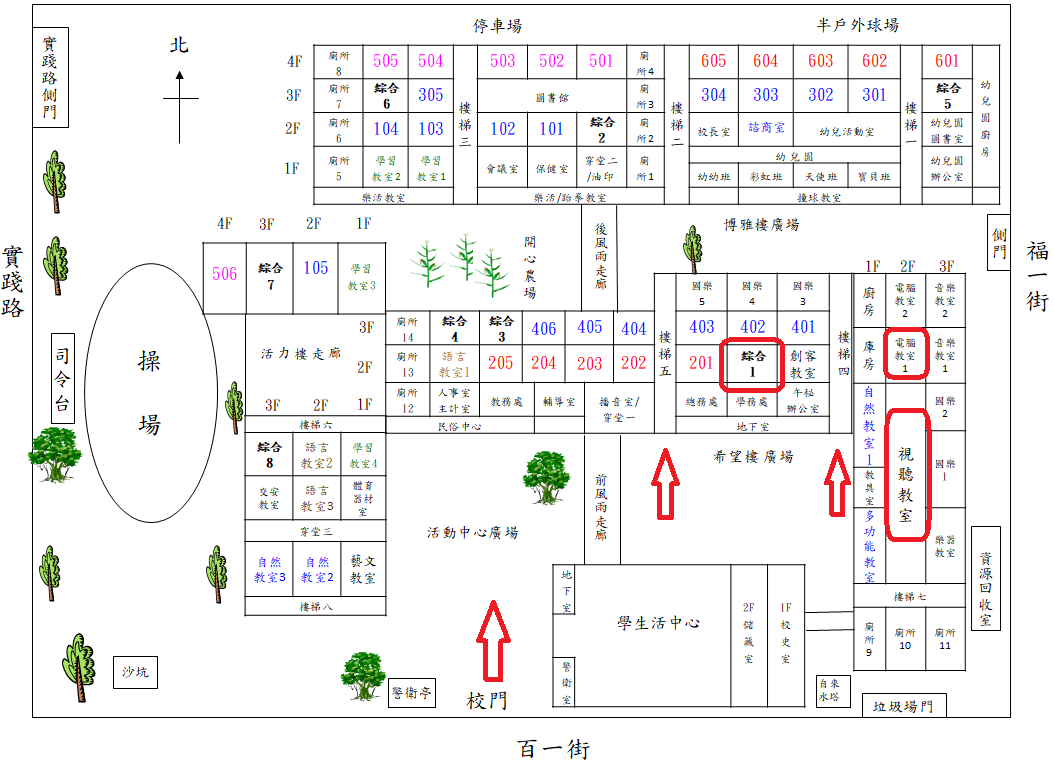 停車場
半戶外球場
實踐路側門
北
4F
廁所8
505
504
503
502
501
廁所4
605
604
603
602
601
幼兒園廚房
3F
廁所7
綜合6
305
圖書館
廁所3
304
303
302
301
綜合5
樓梯三
樓梯二
樓梯一
2F
廁所6
104
103
102
101
綜合2
廁所2
校長室
諮商室
幼兒活動室
幼兒園圖書室
1F
廁所5
學習教室2
學習教室1
會議室
保健室
穿堂二/油印
廁所1
幼兒園
幼幼班
彩虹班
天使班
寶貝班
幼兒園辦公室
樂活教室
樂活/跆拳教室
撞球教室
實踐路
4F
3F
2F
1F
506
綜合7
105
學習教室3
開心農場
後風雨走廊
博雅樓廣場
側門
福一街
司令台
操場
活力樓走廊
3F
廁所14
綜合4
綜合3
406
405
404
2F
廁所13
語言教室1
205
204
203
202
廁所12
人事室主計室
教務處
輔導室
播音室/穿堂一
民俗中心
樓梯五
國樂5
國樂4
國樂3
403
402
401
201
綜合1
創客教室
總務處
學務處
午秘辦公室
地下室
樓梯四
1F
2F
3F
廚房
電腦教室2
音樂教室2
庫房
電腦教室1
音樂教室1
自然教室1
視聽教室
國樂2
國樂1
教具室
多功能教室
樂器教室
樓梯七
廁所9
廁所10
廁所11
資源回收室
3F
2F
1F
樓梯六
綜合8
語言教室2
學習教室4
交安教室
語言教室3
體育器材室
穿堂三
自然教室3
自然教室2
藝文教室
樓梯八
希望樓廣場
前風雨走廊
活動中心廣場
地下室
學生活中心
2F儲藏室
1F校史室
警衛室
沙坑
警衛亭
校門
自來水塔
垃圾場門
百一街